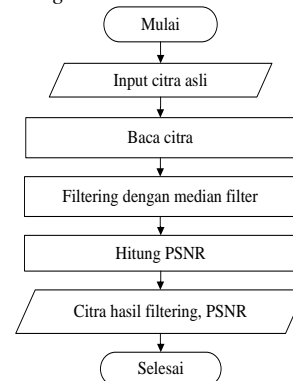 Mulai
Input citra asli
Baca citra
Filtering dengan median filter
Hitung PSNR
Citra hasil filtering, PSNR
Selesai